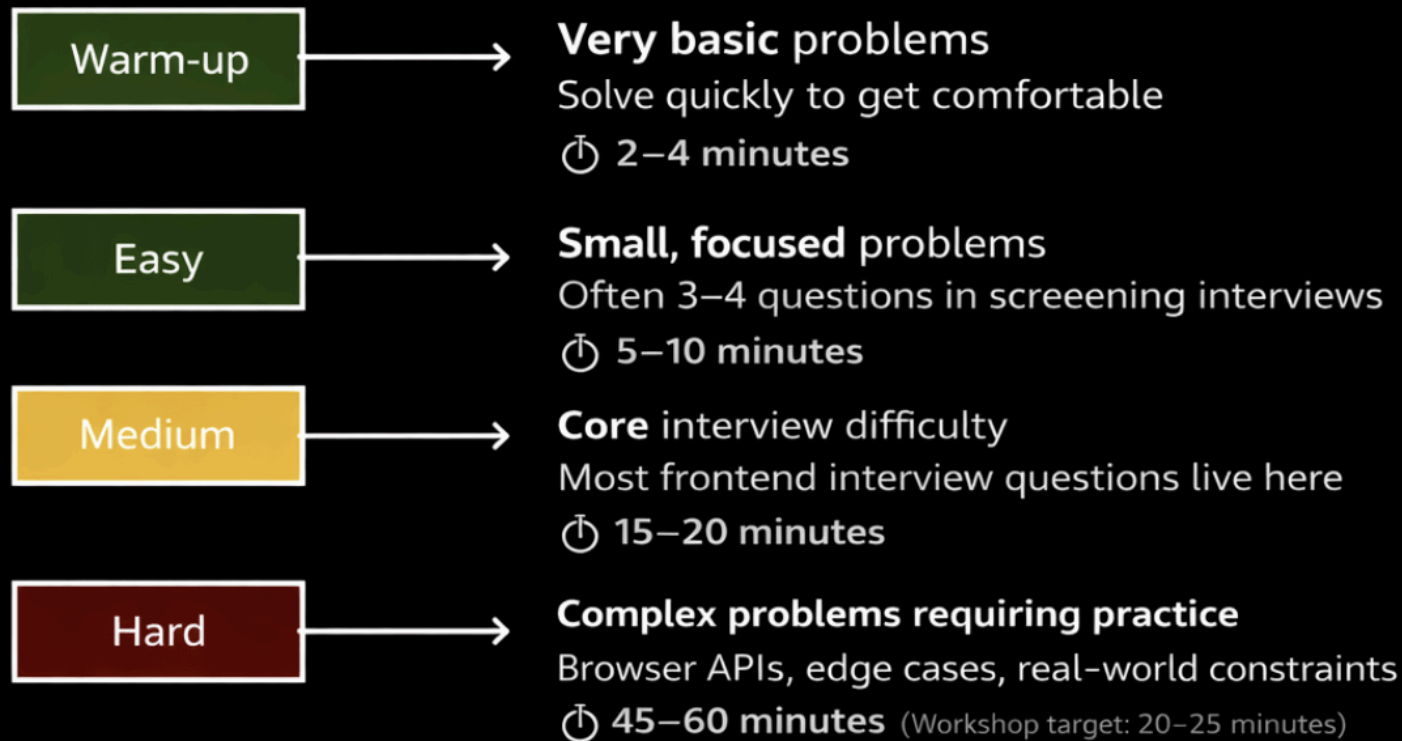 Warm-up
Very basic problems
Solve quickly to get comfortable
2–4 minutes
Easy
Small, focused problems
Often 3–4 questions in screeening interviews
5–10 minutes
Medium
Core interview difficulty
Most frontend interview questions live here
15–20 minutes
Hard
Complex problems requiring practice
Browser APIs, edge cases, real-world constraints
45–60 minutes (Workshop target: 20–25 minutes)